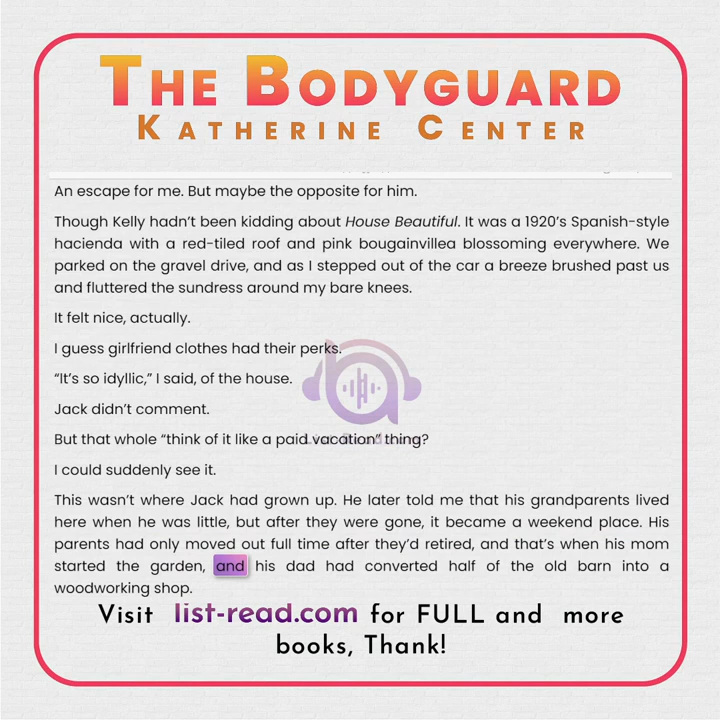 THE BODYGUARD
KATHERINE CENTER
An escape for me. But maybe the opposite for him.
Though Kelly hadn’t been kidding about House Beautiful. It was a 1920’s Spanish-style
hacienda with a red-tiled roof and pink bougainvillea blossoming everywhere. We
parked on the gravel drive, and as I stepped out of the car a breeze brushed past us
and fluttered the sundress around my bare knees.
It felt nice, actually.
I guess girlfriend clothes had their perks.
“It’s so idyllic,” I said, of the house.
Jack didn’t comment.
But that whole “think of it like a paid vacation” thing?
I could suddenly see it.
This wasn’t where Jack had grown up. He later told me that his grandparents lived
here when he was little, but after they were gone, it became a weekend place. His
parents had only moved out full time after they’d retired, and that’s when his mom
started the garden, and his dad had converted half of the old barn into a
woodworking shop.
Visit list-read.com for FULL and more
books, Thank!